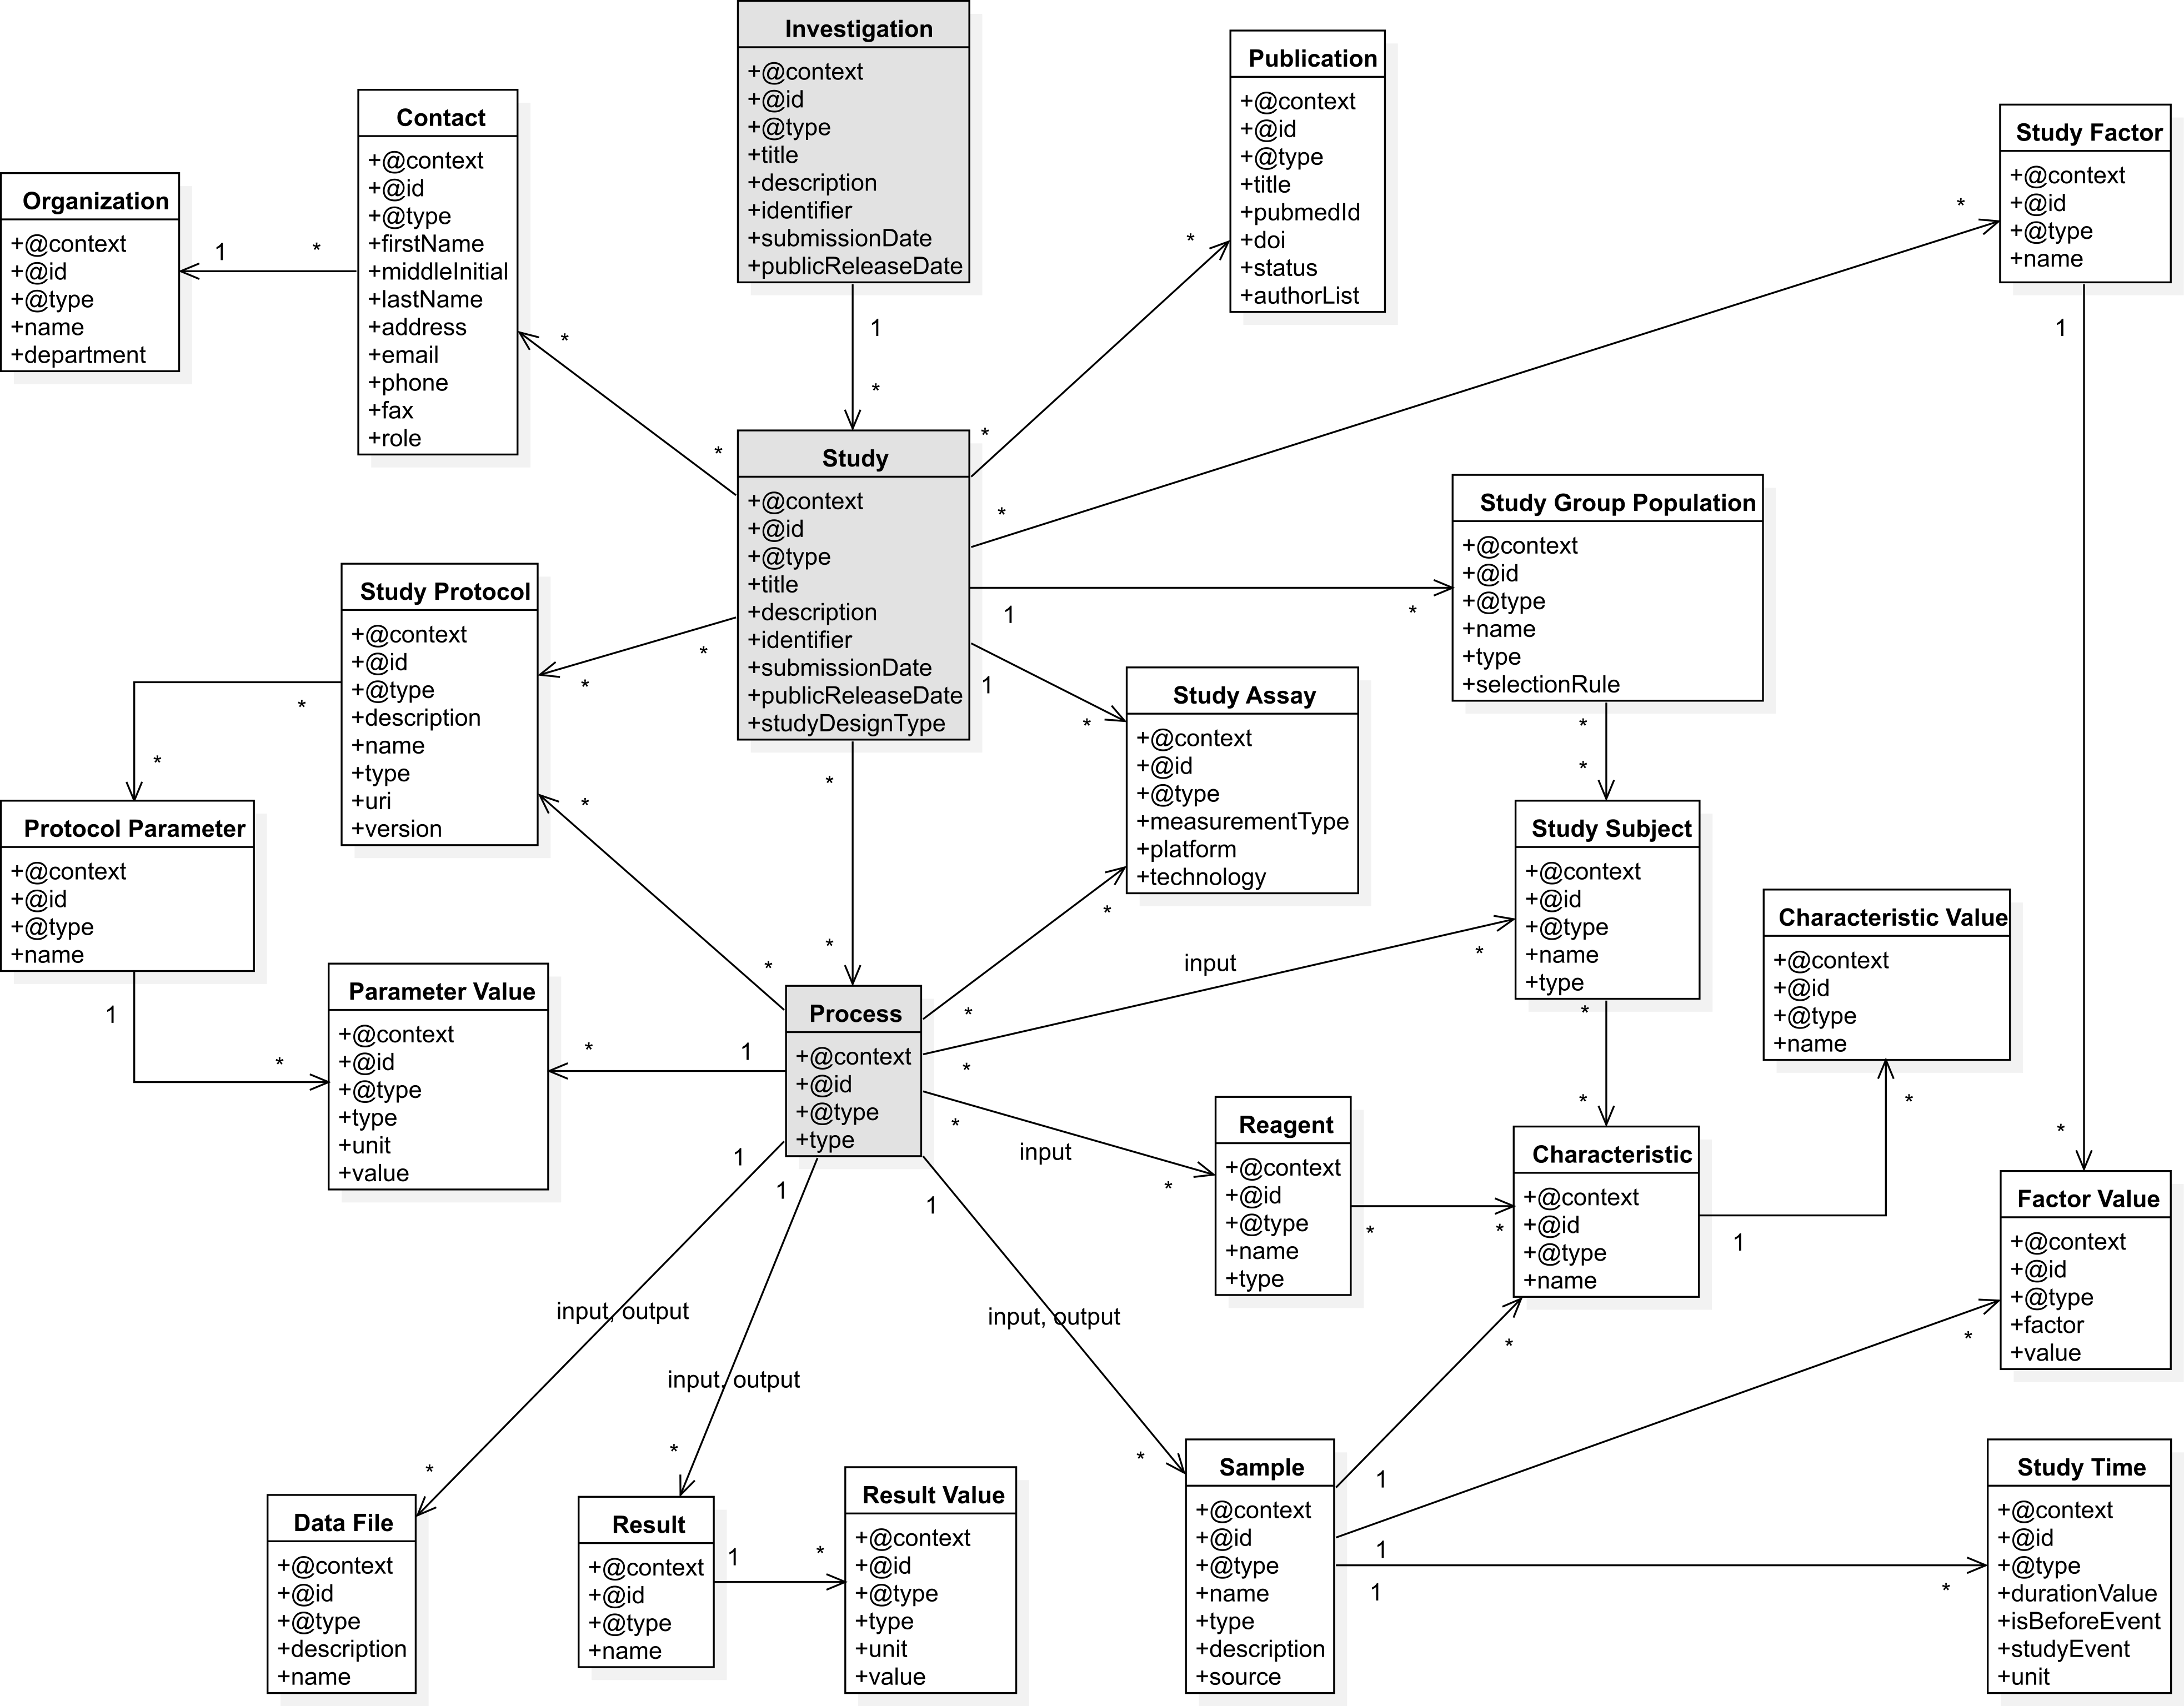 Investigation
+@context
+@id
+@type
+title
+description
+identifier
+submissionDate
+publicReleaseDate
1
*
Publication
+@context
+@id
+@type
+title
+pubmedId
+doi
+status
+authorList
*
*
Contact
+@context
+@id
+@type
+firstName
+middleInitial
+lastName
+address
+email
+phone
+fax
+role
*
*
Organization
+@context
+@id
+@type
+name
+department
1
*
Study Factor
+@context
+@id
+@type
+name
*
*
1
*
Study
+@context
+@id
+@type
+title
+description
+identifier
+submissionDate
+publicReleaseDate
+studyDesignType
*
*
Study Group Population
+@context
+@id
+@type
+name
+type
+selectionRule
1
*
*
*
Study Protocol
+@context
+@id
+@type
+description
+name
+type
+uri
+version
*
*
*
*
*
*
Study Assay
+@context
+@id
+@type
+measurementType
+platform
+technology
1
*
*
*
Protocol Parameter
+@context
+@id
+@type
+name
1
*
Study Subject
+@context
+@id
+@type
+name
+type
input
*
*
*
*
Characteristic Value
+@context
+@id
+@type
+name
1
*
Parameter Value
+@context
+@id
+@type
+type
+unit
+value
1
*
Process
+@context
+@id
+@type
+type
Reagent
+@context
+@id
+@type
+name
+type
input
*
*
*
*
Characteristic
+@context
+@id
+@type
+name
Factor Value
+@context
+@id
+@type
+factor
+value
1
1
1
input, output
input, output
input, output
*
*
*
Data File
+@context
+@id
+@type
+description
+name
Result
+@context
+@id
+@type
+name
1
*
Result Value
+@context
+@id
+@type
+type
+unit
+value
Sample
+@context
+@id
+@type
+name
+type
+description
+source
1
*
1
*
1
*
Study Time
+@context
+@id
+@type
+durationValue
+isBeforeEvent
+studyEvent
+unit